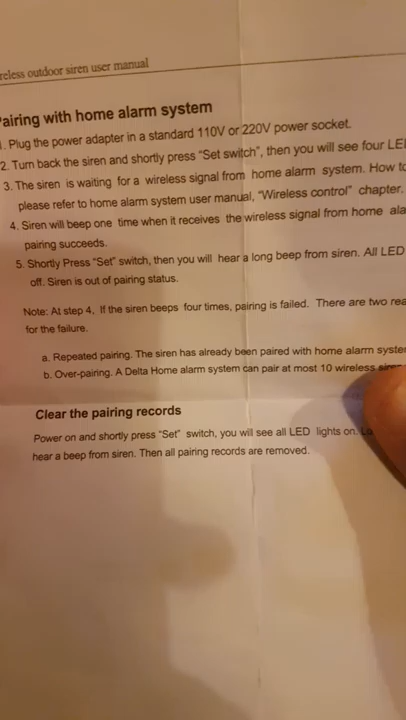 reless outdoor siren user manual
Pairing with home alarm system
1. Plug the power adapter in a standard 110V or 220V power socket.
2. Turn back the siren and shortly press "Set switch", then you will see four LE
3. The siren is waiting for a wireless signal from home alarm system. How to
please refer to home alarm system user manual, "Wireless control" chapter.
4. Siren will beep one time when it receives the wireless signal from home ala
pairing succeeds.
5. Shortly Press "Set" switch, then you will hear a long beep from siren. All LED
off. Siren is out of pairing status.
Note: At step 4, If the siren beeps four times, pairing is failed. There are two rea
for the failure.
a. Repeated pairing. The siren has already been paired with home alarm syste
b. Over-pairing. A Delta Home alarm system can pair at most 10 wireless
Clear the pairing records
Power on and shortly press "Set" switch, you will see all LED lights on.
hear a beep from siren. Then all pairing records are removed.